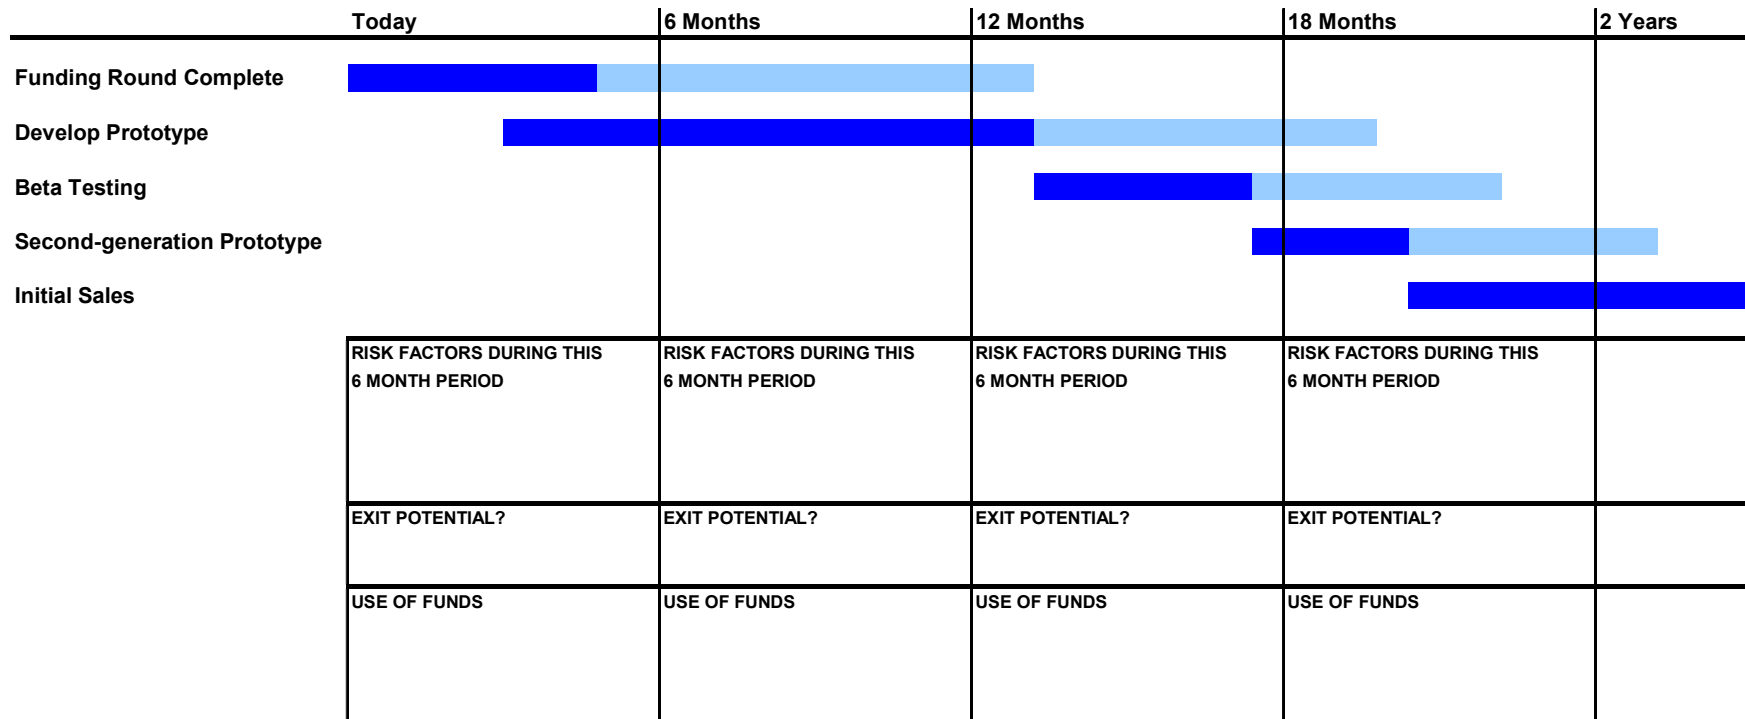 Today 6 Months 12 Months 18 Months 2 Years
Funding Round Complete
Develop Prototype
Beta Testing
Second-generation Prototype
Initial Sales
RISK FACTORS DURING THIS RISK FACTORS DURING THIS RISK FACTORS DURING THIS RISK FACTORS DURING THIS
6 MONTH PERIOD 6 MONTH PERIOD 6 MONTH PERIOD 6 MONTH PERIOD
EXIT POTENTIAL? EXIT POTENTIAL? EXIT POTENTIAL? EXIT POTENTIAL?
USE OF FUNDS USE OF FUNDS USE OF FUNDS USE OF FUNDS